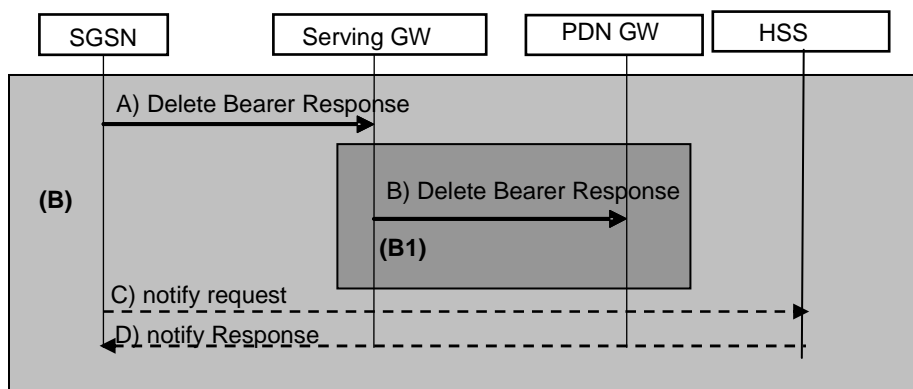 SGSN
Serving GW
PDN GW
HSS
A) Delete Bearer Response
(B)
B) Delete Bearer Response
(B1)
C) notify request
D) notify Response